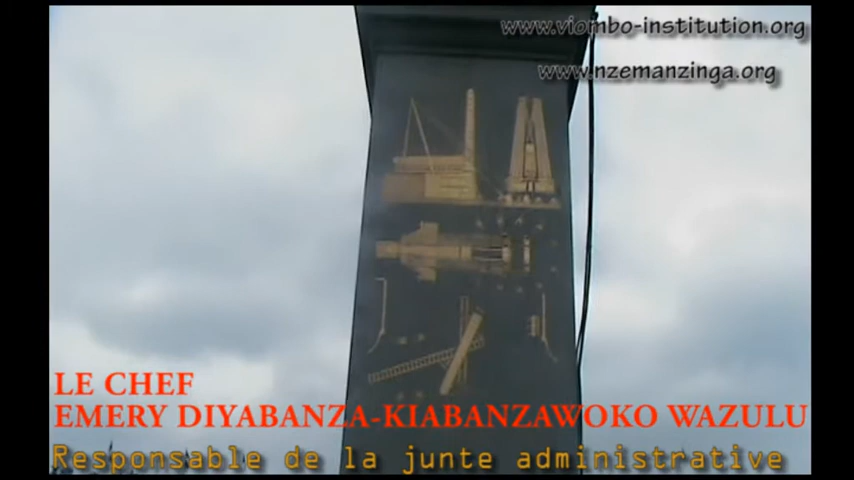 www.viombo-institution.org
www.nzemanzinga.org
LE CHEF
EMERY DIYABANZA-KIABANZAWOKO WAZULU
Responsable de la junte administrative